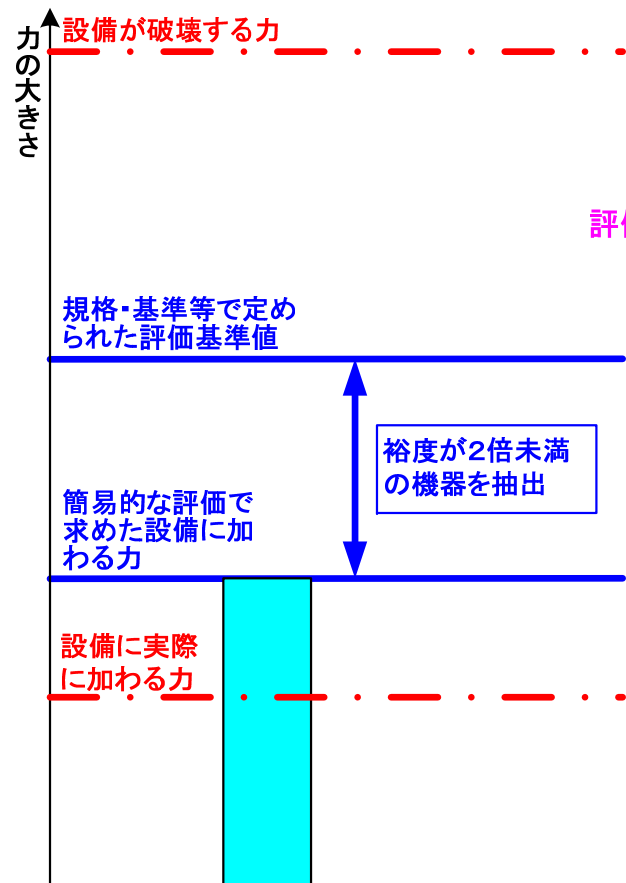 力の大きさ
設備が破壊する力
評
規格・基準等で定め
られた評価基準値
裕度が2倍未満
の機器を抽出
簡易的な評価で
求めた設備に加
わる力
設備に実際
に加わる力